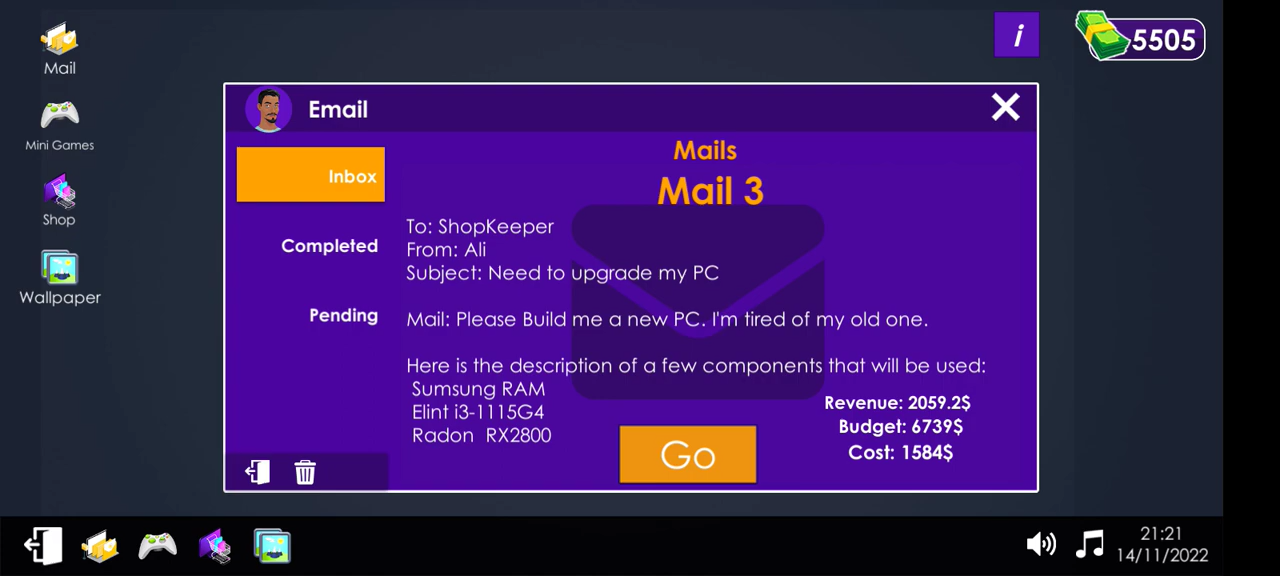 Mail
Mini Games
Shop
Wallpaper
i
5505
Email
Inbox
Completed
Pending
Mails
Mail 3
To: ShopKeeper
From: Ali
Subject: Need to upgrade my PC
Mail: Please Build me a new PC. I'm tired of my old one.
Here is the description of a few components that will be used:
Sumsung RAM
Elint i3-1115G4
Radon RX2800
Revenue: 2059.2$
Budget: 6739$
Cost: 1584$
Go
21:21
14/11/2022